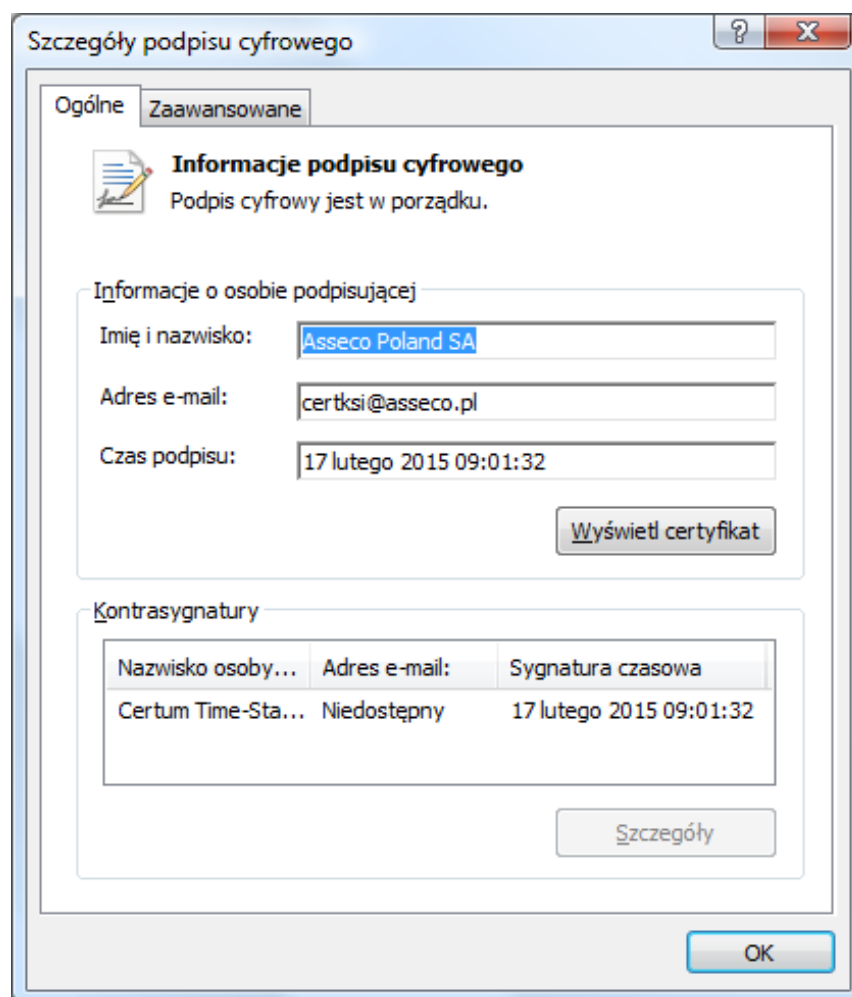 Szczegóły podpisu cyfrowego
Ogólne Zaawansowane
Informacje podpisu cyfrowego
Podpis cyfrowy jest w porządku.
Informacje o osobie podpisującej
Imię i nazwisko: Asseco Poland SA
Adres e-mail: certksi@asseco.pl
Czas podpisu: 17 lutego 2015 09:01:32
Wyświetl certyfikat
Kontrasygnatury
Nazwisko osoby... Adres e-mail: Sygnatura czasowa
Certum Time-Sta... Niedostępny 17 lutego 2015 09:01:32
Szczegóły
OK